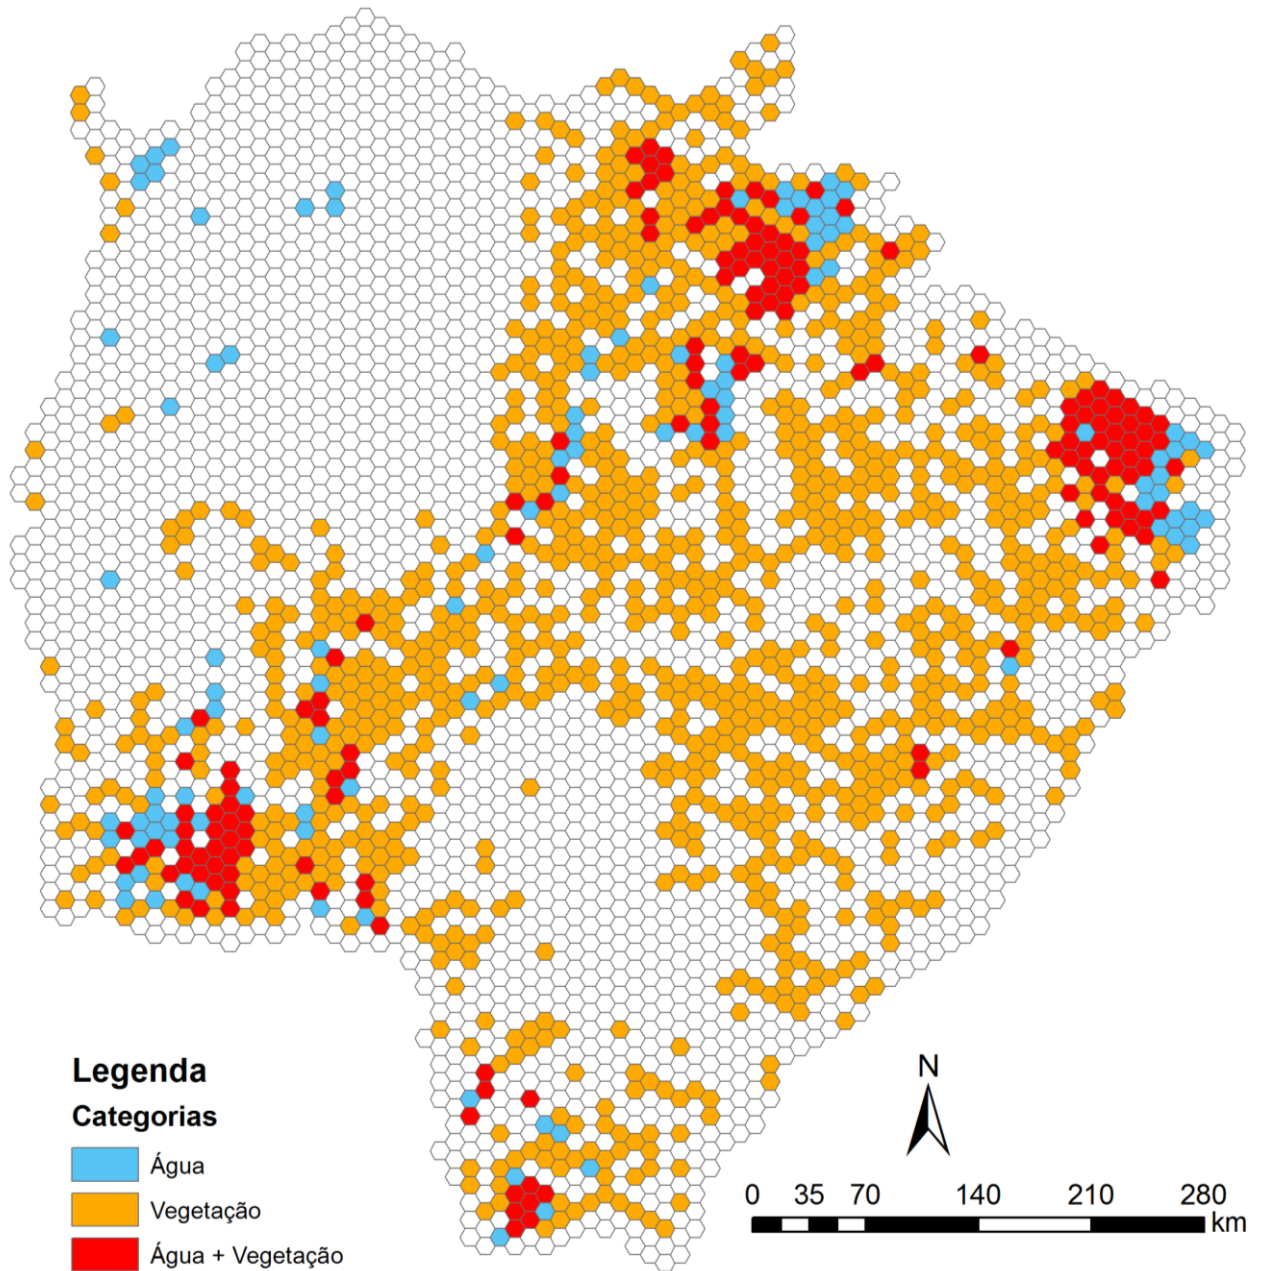 N
Legenda
Categorias
Água
Vegetação
Água + Vegetação
0 35 70 140 210 280
km